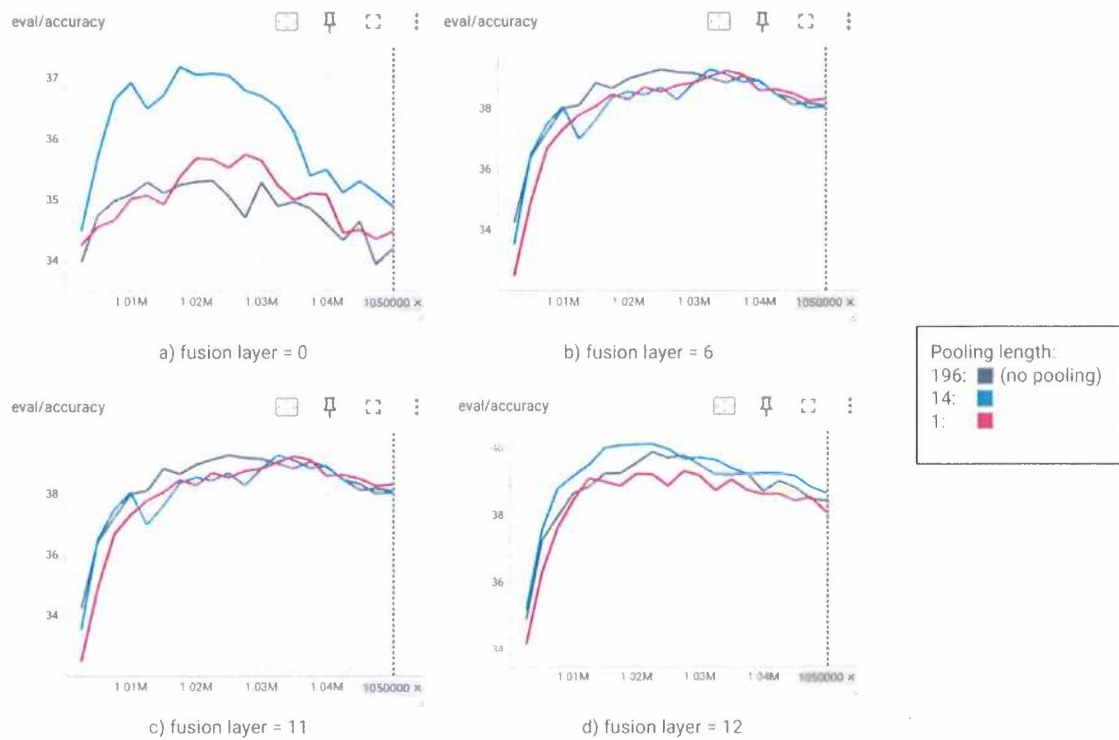 eval/accuracy
37
36
35
34
1.01M 1.02M 1.03M 1.04M 1050000 ×
a) fusion layer = 0
eval/accuracy
38
36
34
1.01M 1.02M 1.03M 1.04M 1050000 ×
b) fusion layer = 6
Pooling length:
196: (no pooling)
14:
1:
eval/accuracy
38
36
34
1.01M 1.02M 1.03M 1.04M 1050000 ×
c) fusion layer = 11
eval/accuracy
40
38
36
34
1.01M 1.02M 1.03M 1.04M 1050000 ×
d) fusion layer = 12